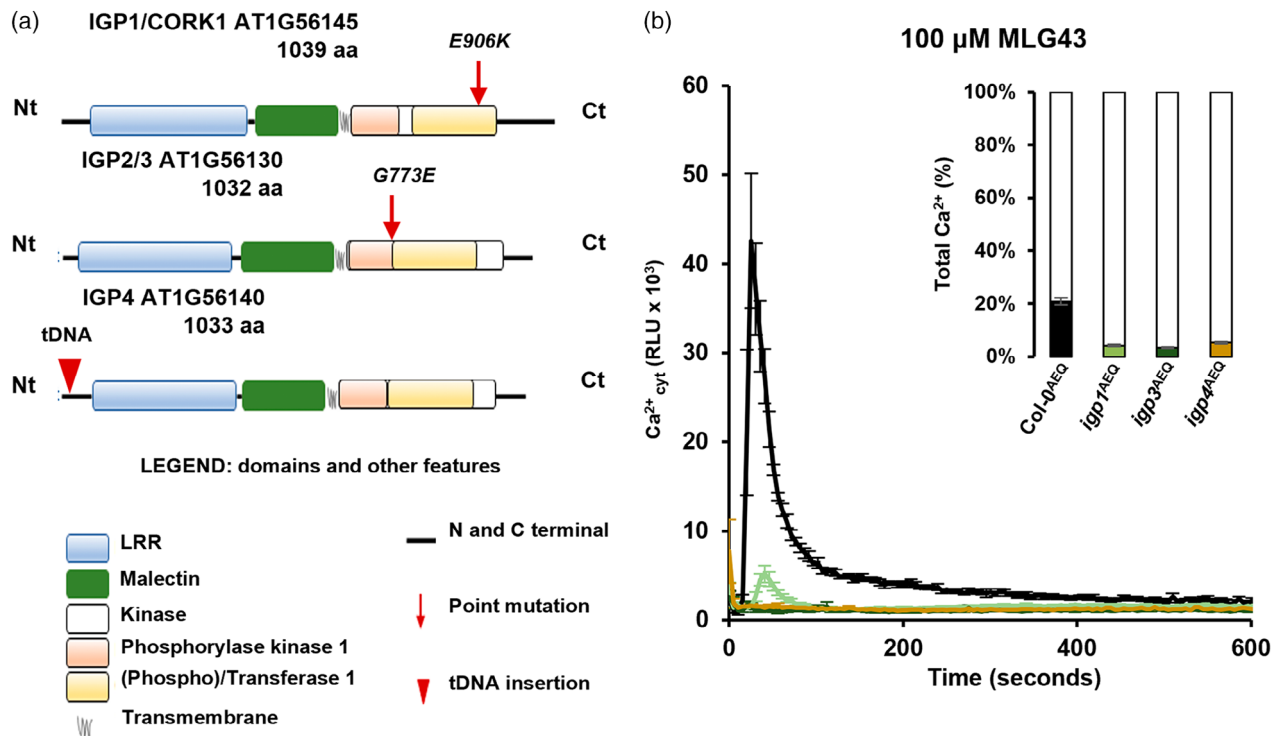 (a)
IGP1/CORK1 AT1G56145
1039 aa
E906K
Nt
Ct
IGP2/3 AT1G56130
1032 aa
G773E
Nt
Ct
IGP4 AT1G56140
1033 aa
tDNA
Nt
Ct
LEGEND: domains and other features
LRR
Malectin
Kinase
Phosphorylase kinase 1
(Phospho)/Transferase 1
Transmembrane
N and C terminal
Point mutation
tDNA insertion
(b)
100 µM MLG43
60
50
40
30
20
10
0
Ca²⁺cyt (RLU x 10³)
0
200
400
600
Time (seconds)
100%
80%
60%
40%
20%
0%
Total Ca²⁺ (%)
Col-0ᴬᴱQ
igp1ᴬᴱQ
igp3ᴬᴱQ
igp4ᴬᴱQ